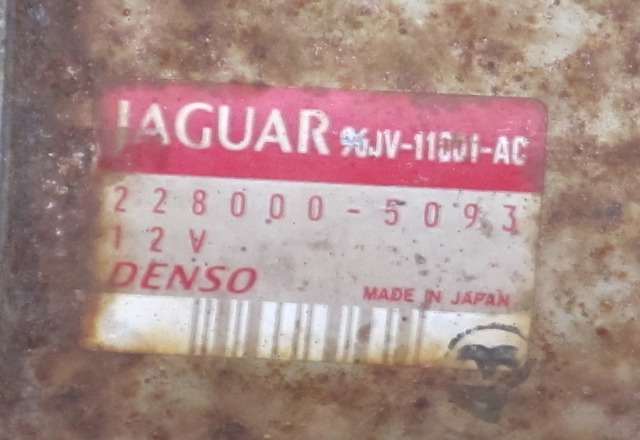 JAGUAR 96JV-11001-AC
228000-5093
12V
DENSO
MADE IN JAPAN